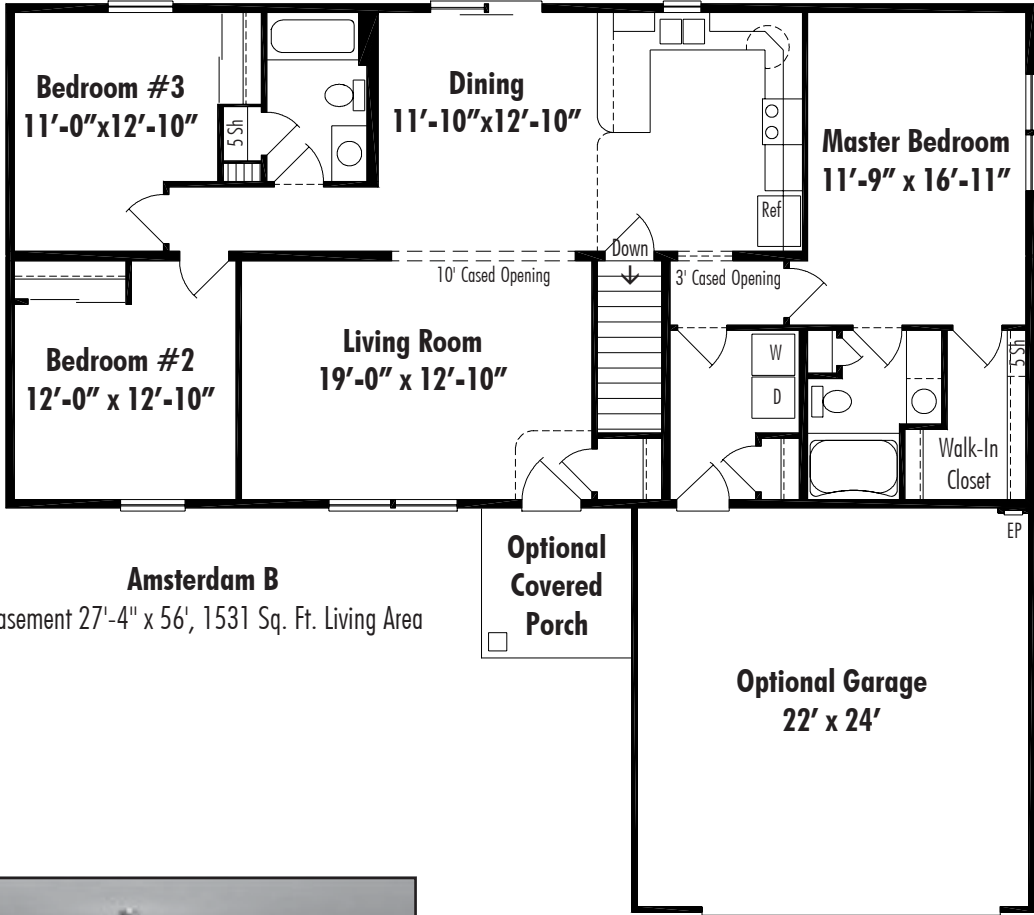 Bedroom #3
11’-0”x12’-10”
5 Sh
Dining
11’-10”x12’-10”
Master Bedroom
11’-9” x 16’-11”
Ref
Down
10' Cased Opening
3' Cased Opening
Bedroom #2
12’-0” x 12’-10”
Living Room
19’-0” x 12’-10”
W
D
5 Sh
Walk-In
Closet
EP
Amsterdam B
asement 27'-4" x 56', 1531 Sq. Ft. Living Area
Optional
Covered
Porch
Optional Garage
22’ x 24’